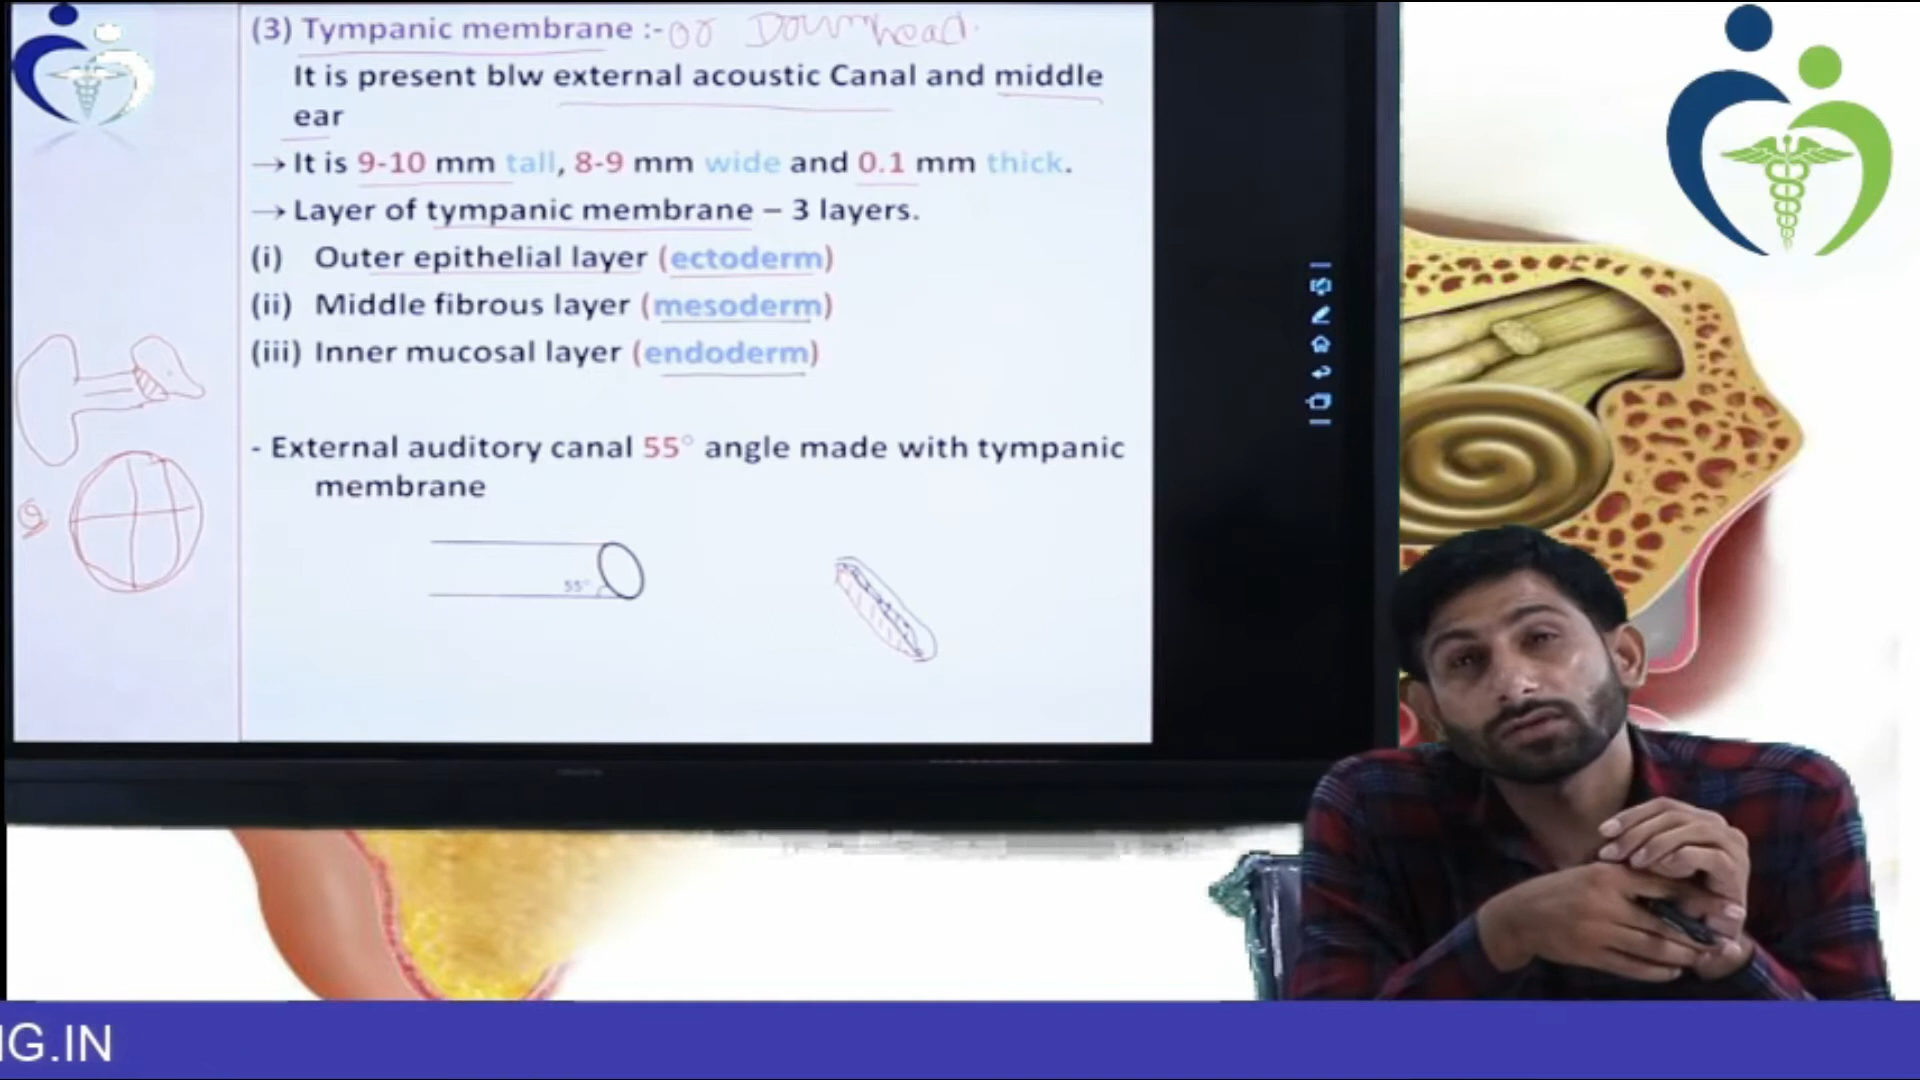 (3) Tympanic membrane :- or Doumhead.
It is present blw external acoustic Canal and middle
ear
→ It is 9-10 mm tall, 8-9 mm wide and 0.1 mm thick.
→ Layer of tympanic membrane – 3 layers.
(i) Outer epithelial layer (ectoderm)
(ii) Middle fibrous layer (mesoderm)
(iii) Inner mucosal layer (endoderm)
- External auditory canal 55° angle made with tympanic
membrane
55°
G.IN